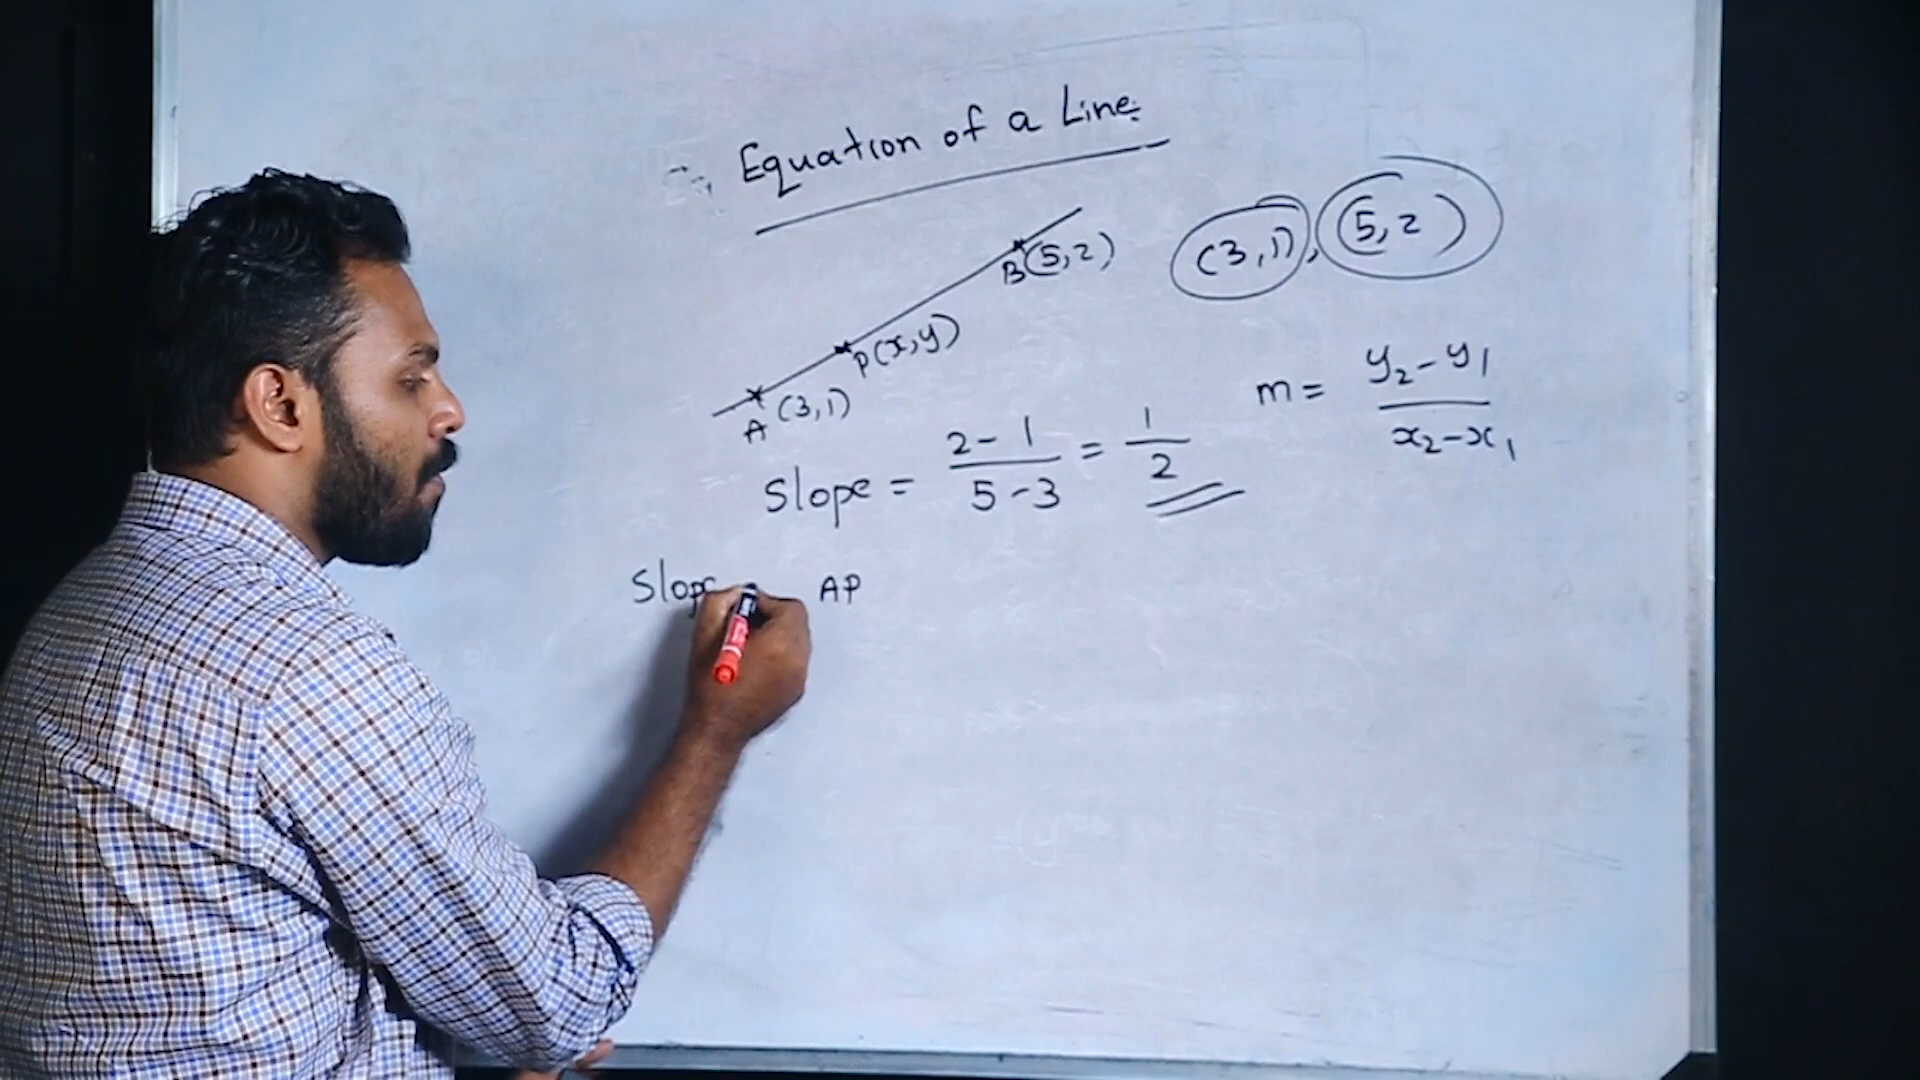 Equation of a Line:
(3,1), (5,2)
B(5,2)
P(x,y)
A (3,1)
m = y₂-y₁ / x₂-x₁
Slope = 2-1 / 5-3 = 1/2
Slope AP